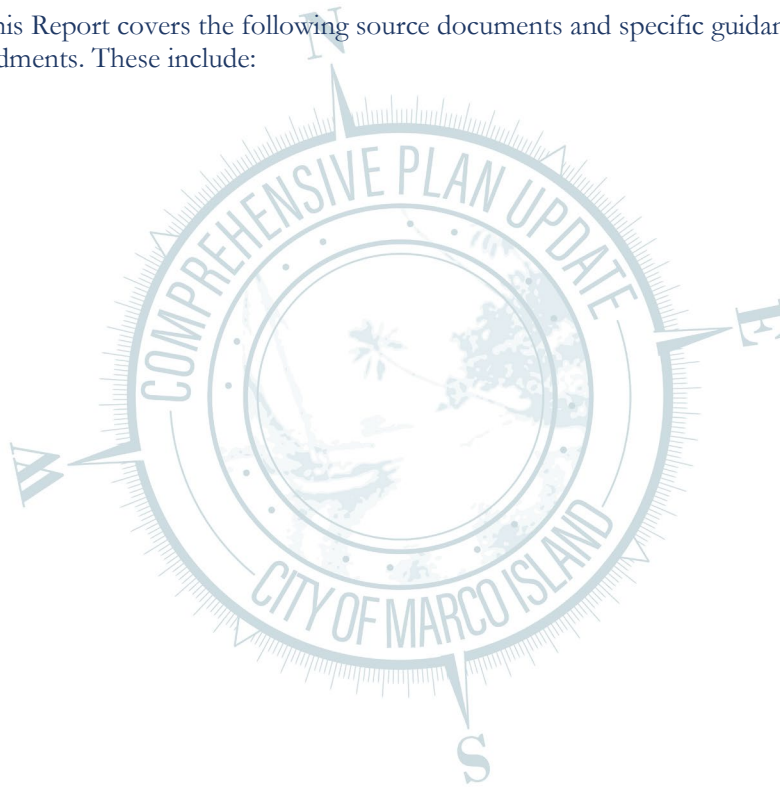 his Report covers the following source documents and specific guidan
dments. These include:
N
COMPREHENSIVE PLAN UPDATE
E
W
CITY OF MARCO ISLAND
S